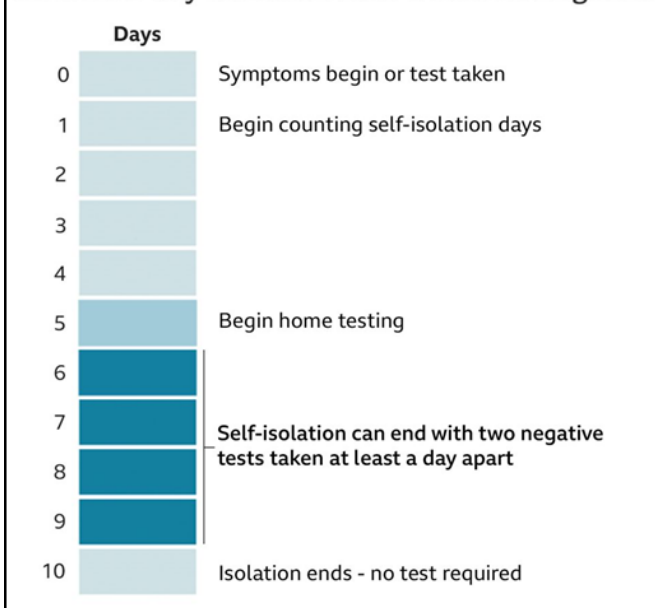 Days
0 Symptoms begin or test taken
1 Begin counting self-isolation days
2
3
4
5 Begin home testing
6
7
Self-isolation can end with two negative
tests taken at least a day apart
8
9
10 Isolation ends - no test required